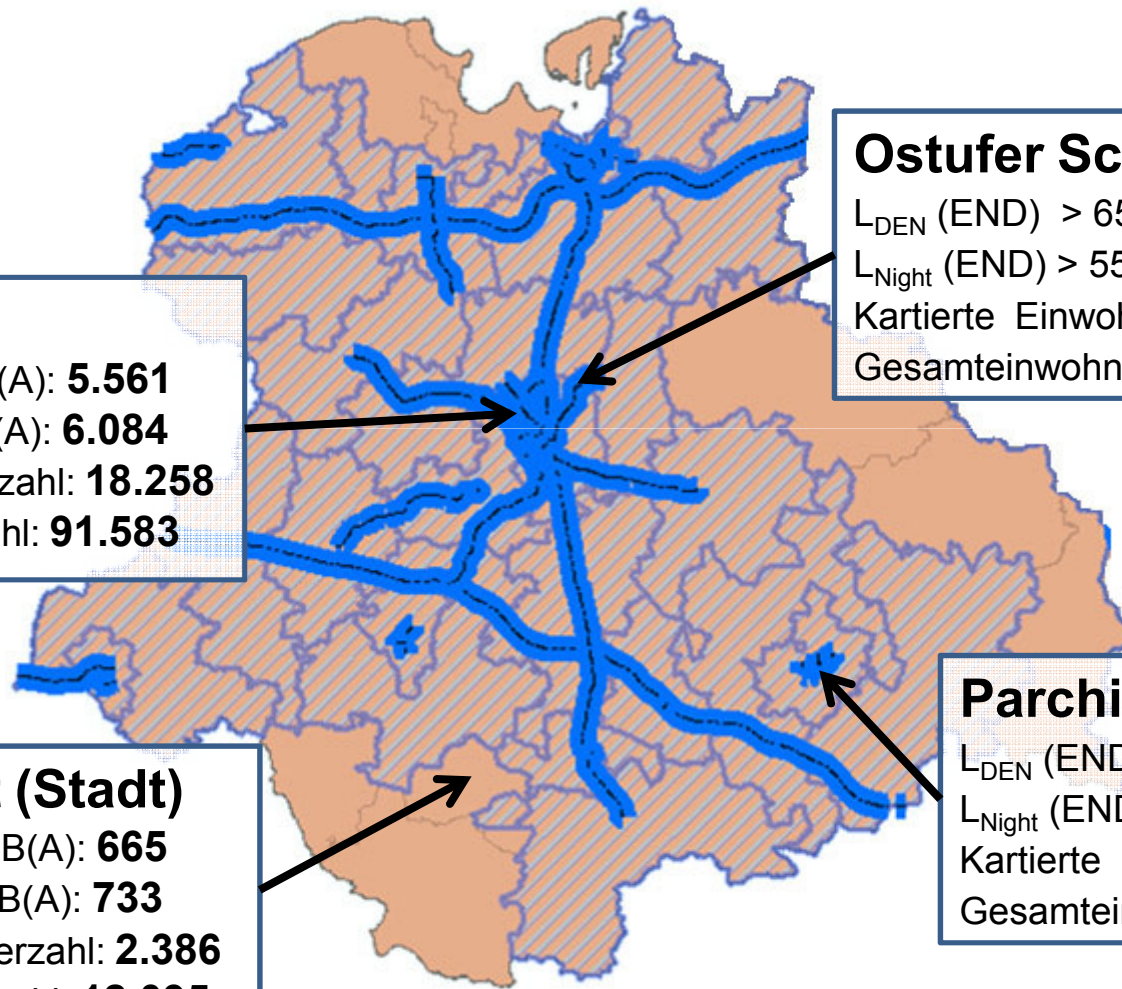 Ostufer Sc
L_DEN (END) > 65
L_Night (END) > 55
Kartierte Einwoh
Gesamteinwohn
(A): 5.561
(A): 6.084
zahl: 18.258
hl: 91.583
Parchi
L_DEN (END
L_Night (END
Kartierte
Gesamtei
t (Stadt)
B(A): 665
B(A): 733
erzahl: 2.386